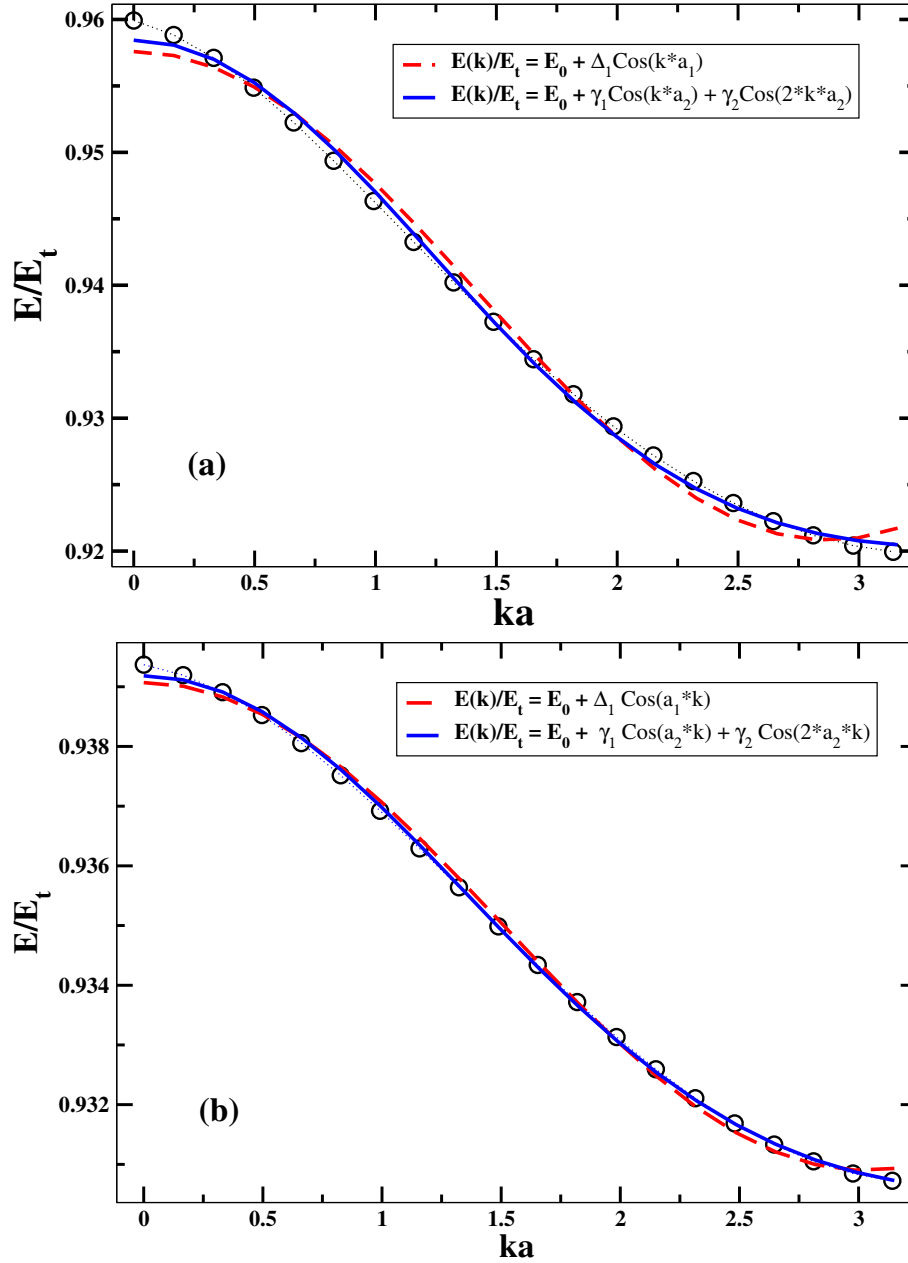 0.96
0.95
0.94
0.93
0.92
E/E_t
E(k)/E_t = E_0 + Δ_1Cos(k*a_1)
E(k)/E_t = E_0 + γ_1Cos(k*a_2) + γ_2Cos(2*k*a_2)
(a)
0 0.5 1 1.5 2 2.5 3
ka
0.938
0.936
0.934
0.932
E/E_t
E(k)/E_t = E_0 + Δ_1 Cos(a_1*k)
E(k)/E_t = E_0 + γ_1 Cos(a_2*k) + γ_2 Cos(2*a_2*k)
(b)
0 0.5 1 1.5 2 2.5 3
ka